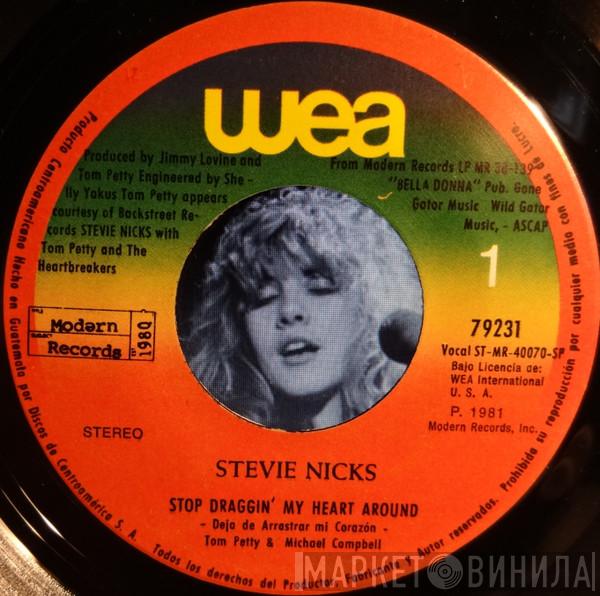 wea
Produced by Jimmy Lovine and
Tom Petty Engineered by She -
lly Yakus Tom Petty appears
courtesy of Backstreet Re-
cords STEVIE NICKS with
Tom Petty and The
Heartbreakers
From Modern Records LP MR 38-139
"BELLA DONNA" Pub. Gone
Gator Music Wild Gator
Music, - ASCAP
1
Modern
Records
1980
79231
Vocal ST-MR-40070-SP
Bajo Licencia de:
WEA International
U. S. A.
P. 1981
Modern Records, Inc.
STEREO
STEVIE NICKS
STOP DRAGGIN' MY HEART AROUND
- Deja de Arrastrar mi Corazón -
Tom Petty & Michael Campbell
Producto Centroamericano Hecho en Guatemala por Discos de Centroamérica S. A.
Todos los derechos del Productor, Fabricante Autor reservados. Prohibida su reproducción por cualquier medio con fines de Lucro.
МАРКЕТ ВИНИЛА